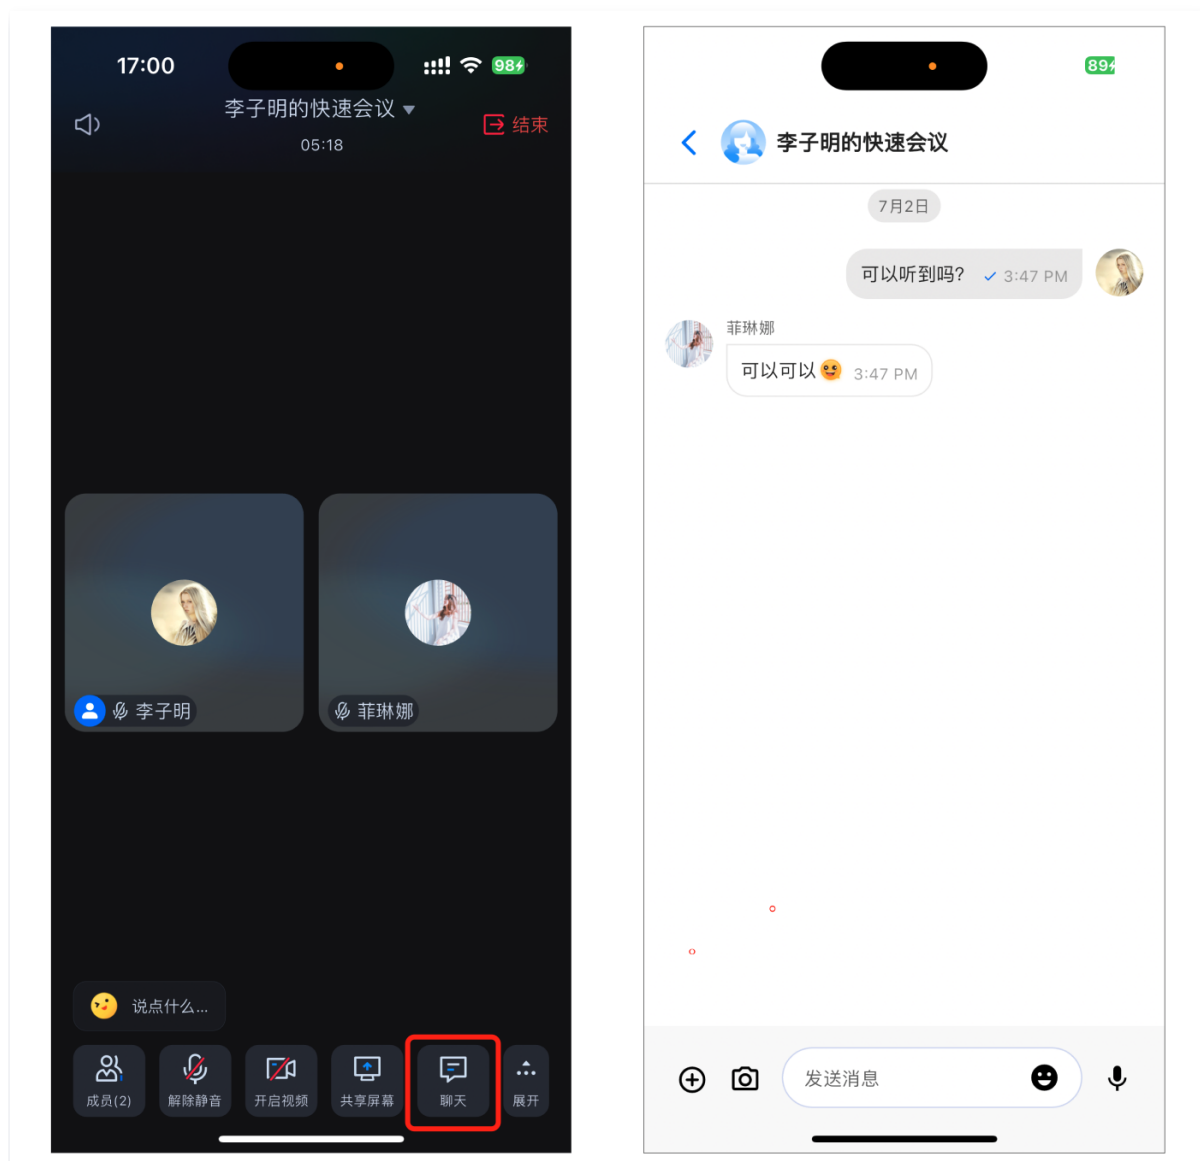 17:00
98
李子明的快速会议
结束
05:18
李子明
菲琳娜
说点什么...
成员(2)
解除静音
开启视频
共享屏幕
聊天
展开
89
李子明的快速会议
7月2日
可以听到吗? 3:47 PM
菲琳娜
可以可以 3:47 PM
发送消息